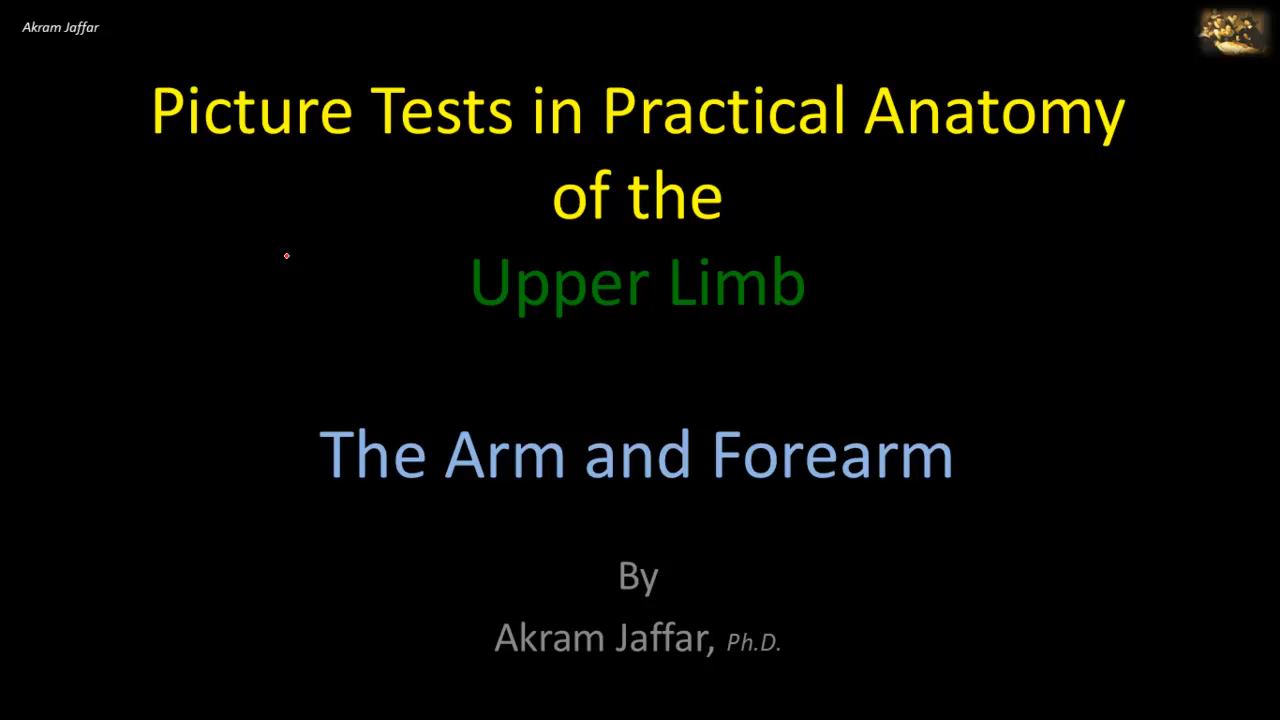 Akram Jaffar
Picture Tests in Practical Anatomy
of the
Upper Limb
The Arm and Forearm
By
Akram Jaffar, Ph.D.